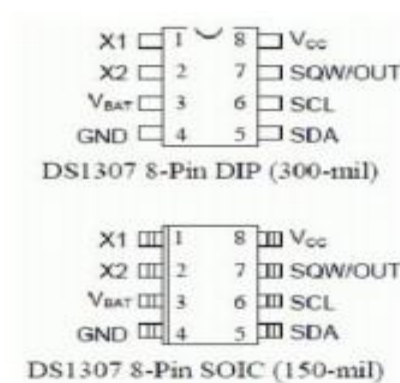 X1 1 8 Vcc
X2 2 7 SQW/OUT
VBAT 3 6 SCL
GND 4 5 SDA
DS1307 8-Pin DIP (300-mil)
X1 1 8 Vcc
X2 2 7 SQW/OUT
VBAT 3 6 SCL
GND 4 5 SDA
DS1307 8-Pin SOIC (150-mil)